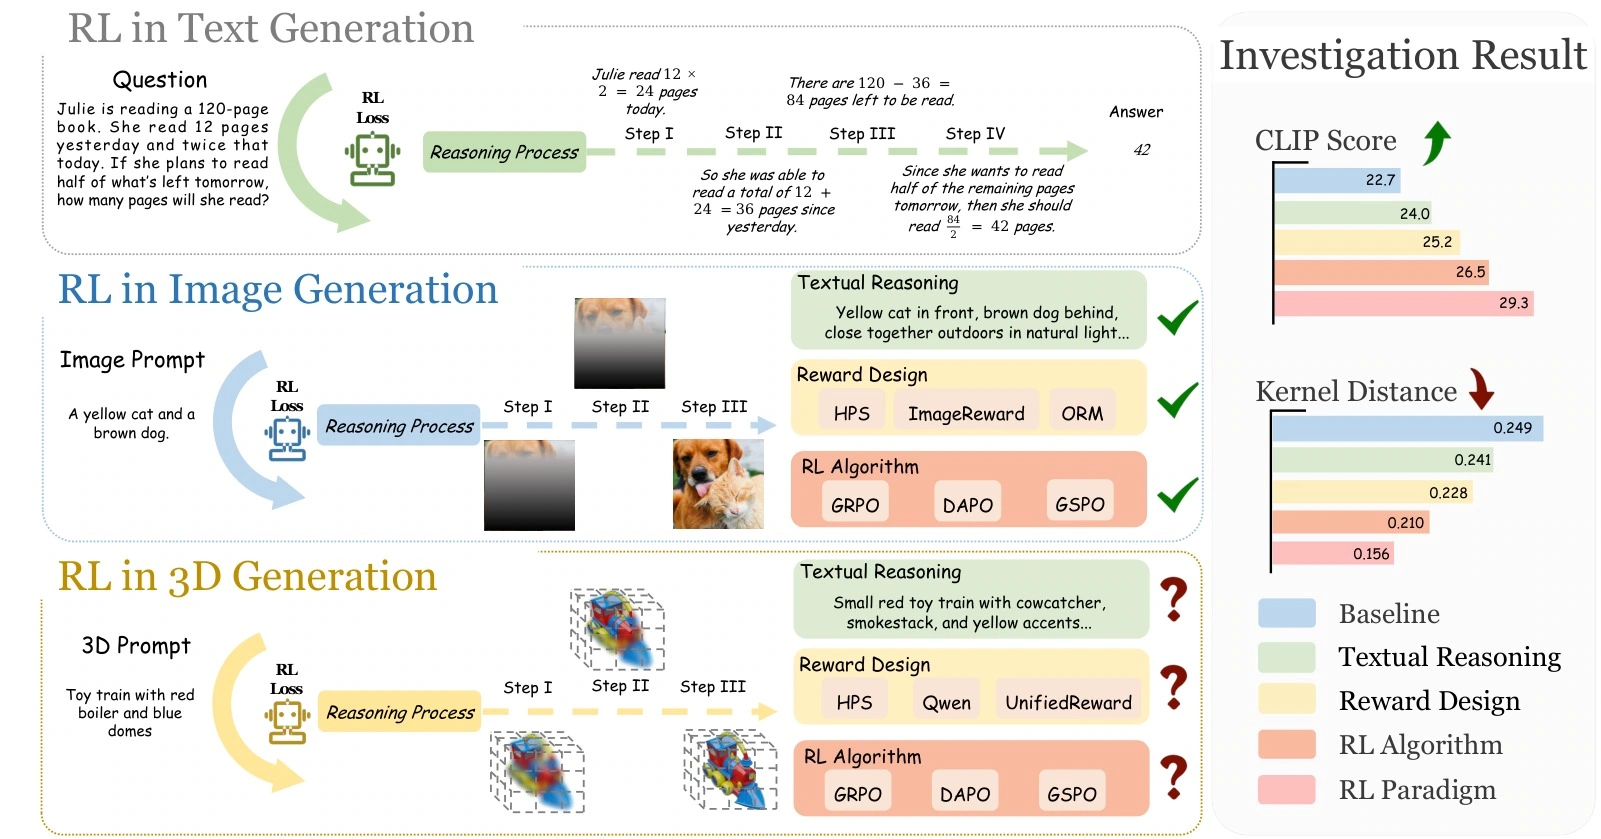 RL in Text Generation
Question
Julie is reading a 120-page
book. She read 12 pages
yesterday and twice that
today. If she plans to read
half of what's left tomorrow,
how many pages will she read?
RL
Loss
Reasoning Process
Julie read 12 ×
2 = 24 pages
today.
Step I
Step II
So she was able to
read a total of 12 +
24 = 36 pages since
yesterday.
There are 120 − 36 =
84 pages left to be read.
Step III
Step IV
Since she wants to read
half of the remaining pages
tomorrow, then she should
read 84/2 = 42 pages.
Answer
42
RL in Image Generation
Image Prompt
A yellow cat and a
brown dog.
RL
Loss
Reasoning Process
Step I
Step II
Step III
Textual Reasoning
Yellow cat in front, brown dog behind,
close together outdoors in natural light...
Reward Design
HPS
ImageReward
ORM
RL Algorithm
GRPO
DAPO
GSPO
RL in 3D Generation
3D Prompt
Toy train with red
boiler and blue
domes
RL
Loss
Reasoning Process
Step I
Step II
Step III
Textual Reasoning
Small red toy train with cowcatcher,
smokestack, and yellow accents...
Reward Design
HPS
Qwen
UnifiedReward
RL Algorithm
GRPO
DAPO
GSPO
?
?
?
Investigation Result
CLIP Score
22.7
24.0
25.2
26.5
29.3
Kernel Distance
0.249
0.241
0.228
0.210
0.156
Baseline
Textual Reasoning
Reward Design
RL Algorithm
RL Paradigm